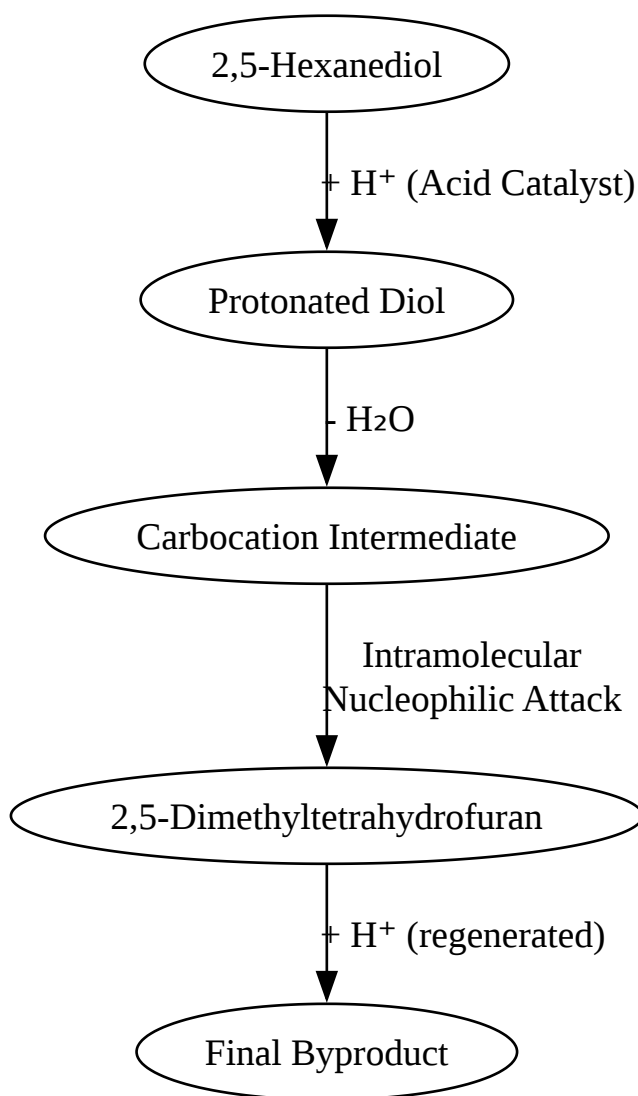 2,5-Hexanediol
+ H⁺ (Acid Catalyst)
Protonated Diol
- H₂O
Carbocation Intermediate
Intramolecular
Nucleophilic Attack
2,5-Dimethyltetrahydrofuran
+ H⁺ (regenerated)
Final Byproduct